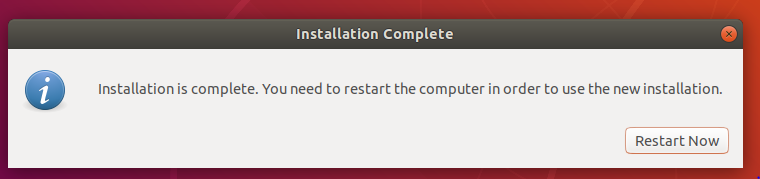 Installation Complete
Installation is complete. You need to restart the computer in order to use the new installation.
Restart Now